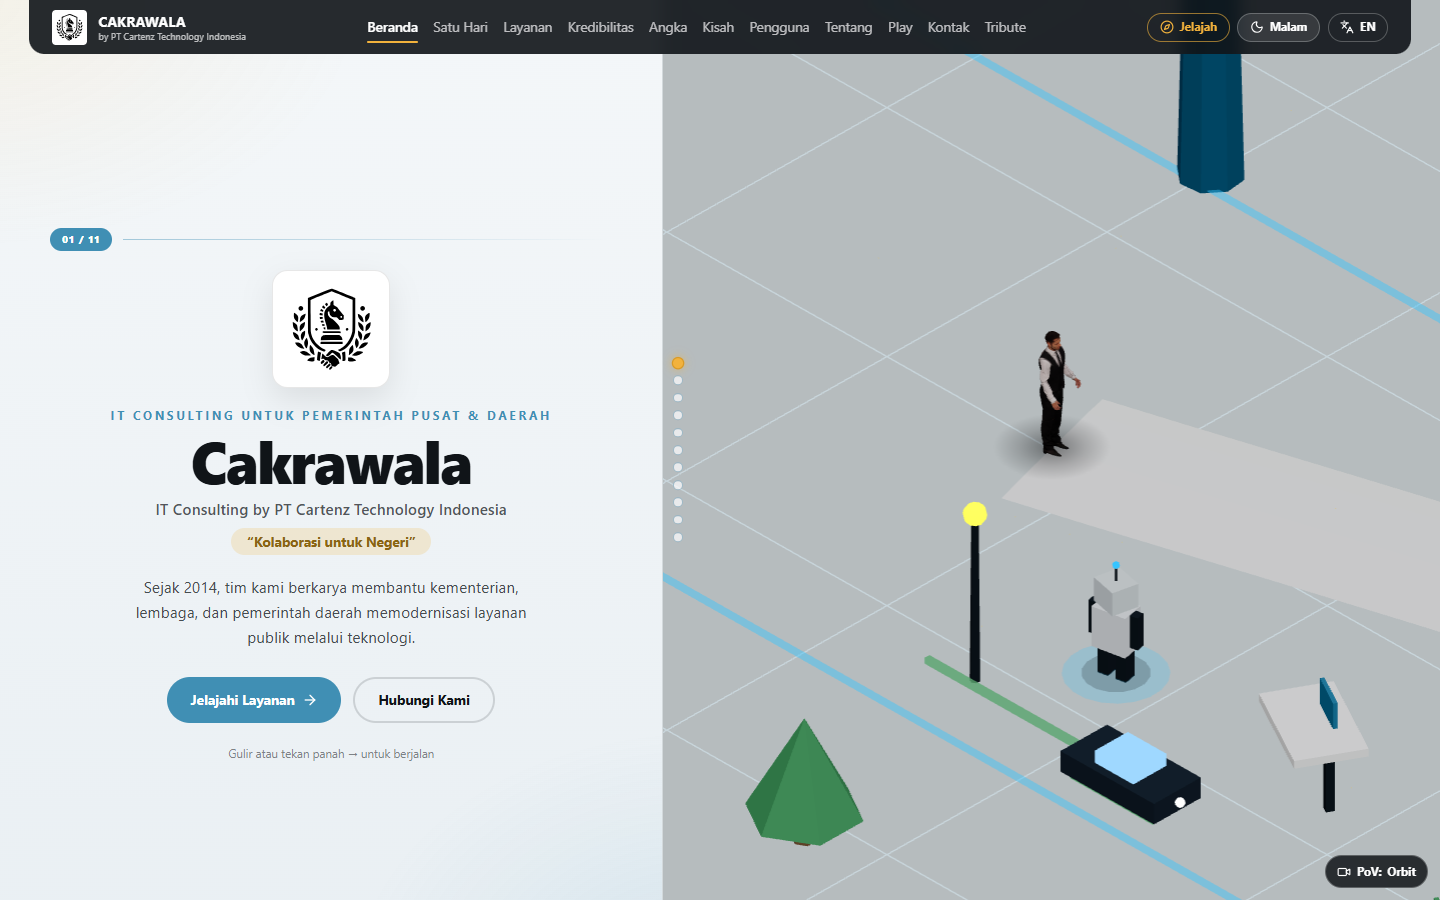 CAKRAWALA
by PT Cartenz Technology Indonesia
Beranda Satu Hari Layanan Kredibilitas Angka Kisah Pengguna Tentang Play Kontak Tribute
Jelajah Malam EN
01 / 11
IT CONSULTING UNTUK PEMERINTAH PUSAT & DAERAH
Cakrawala
IT Consulting by PT Cartenz Technology Indonesia
“Kolaborasi untuk Negeri”
Sejak 2014, tim kami berkarya membantu kementerian,
lembaga, dan pemerintah daerah memodernisasi layanan
publik melalui teknologi.
Jelajahi Layanan →
Hubungi Kami
Gulir atau tekan panah → untuk berjalan
PoV: Orbit